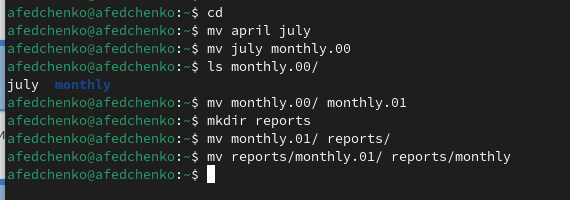 afedchenko@afedchenko:~$ cd
afedchenko@afedchenko:~$ mv april july
afedchenko@afedchenko:~$ mv july monthly.00
afedchenko@afedchenko:~$ ls monthly.00/
july  monthly
afedchenko@afedchenko:~$ mv monthly.00/ monthly.01
afedchenko@afedchenko:~$ mkdir reports
afedchenko@afedchenko:~$ mv monthly.01/ reports/
afedchenko@afedchenko:~$ mv reports/monthly.01/ reports/monthly
afedchenko@afedchenko:~$